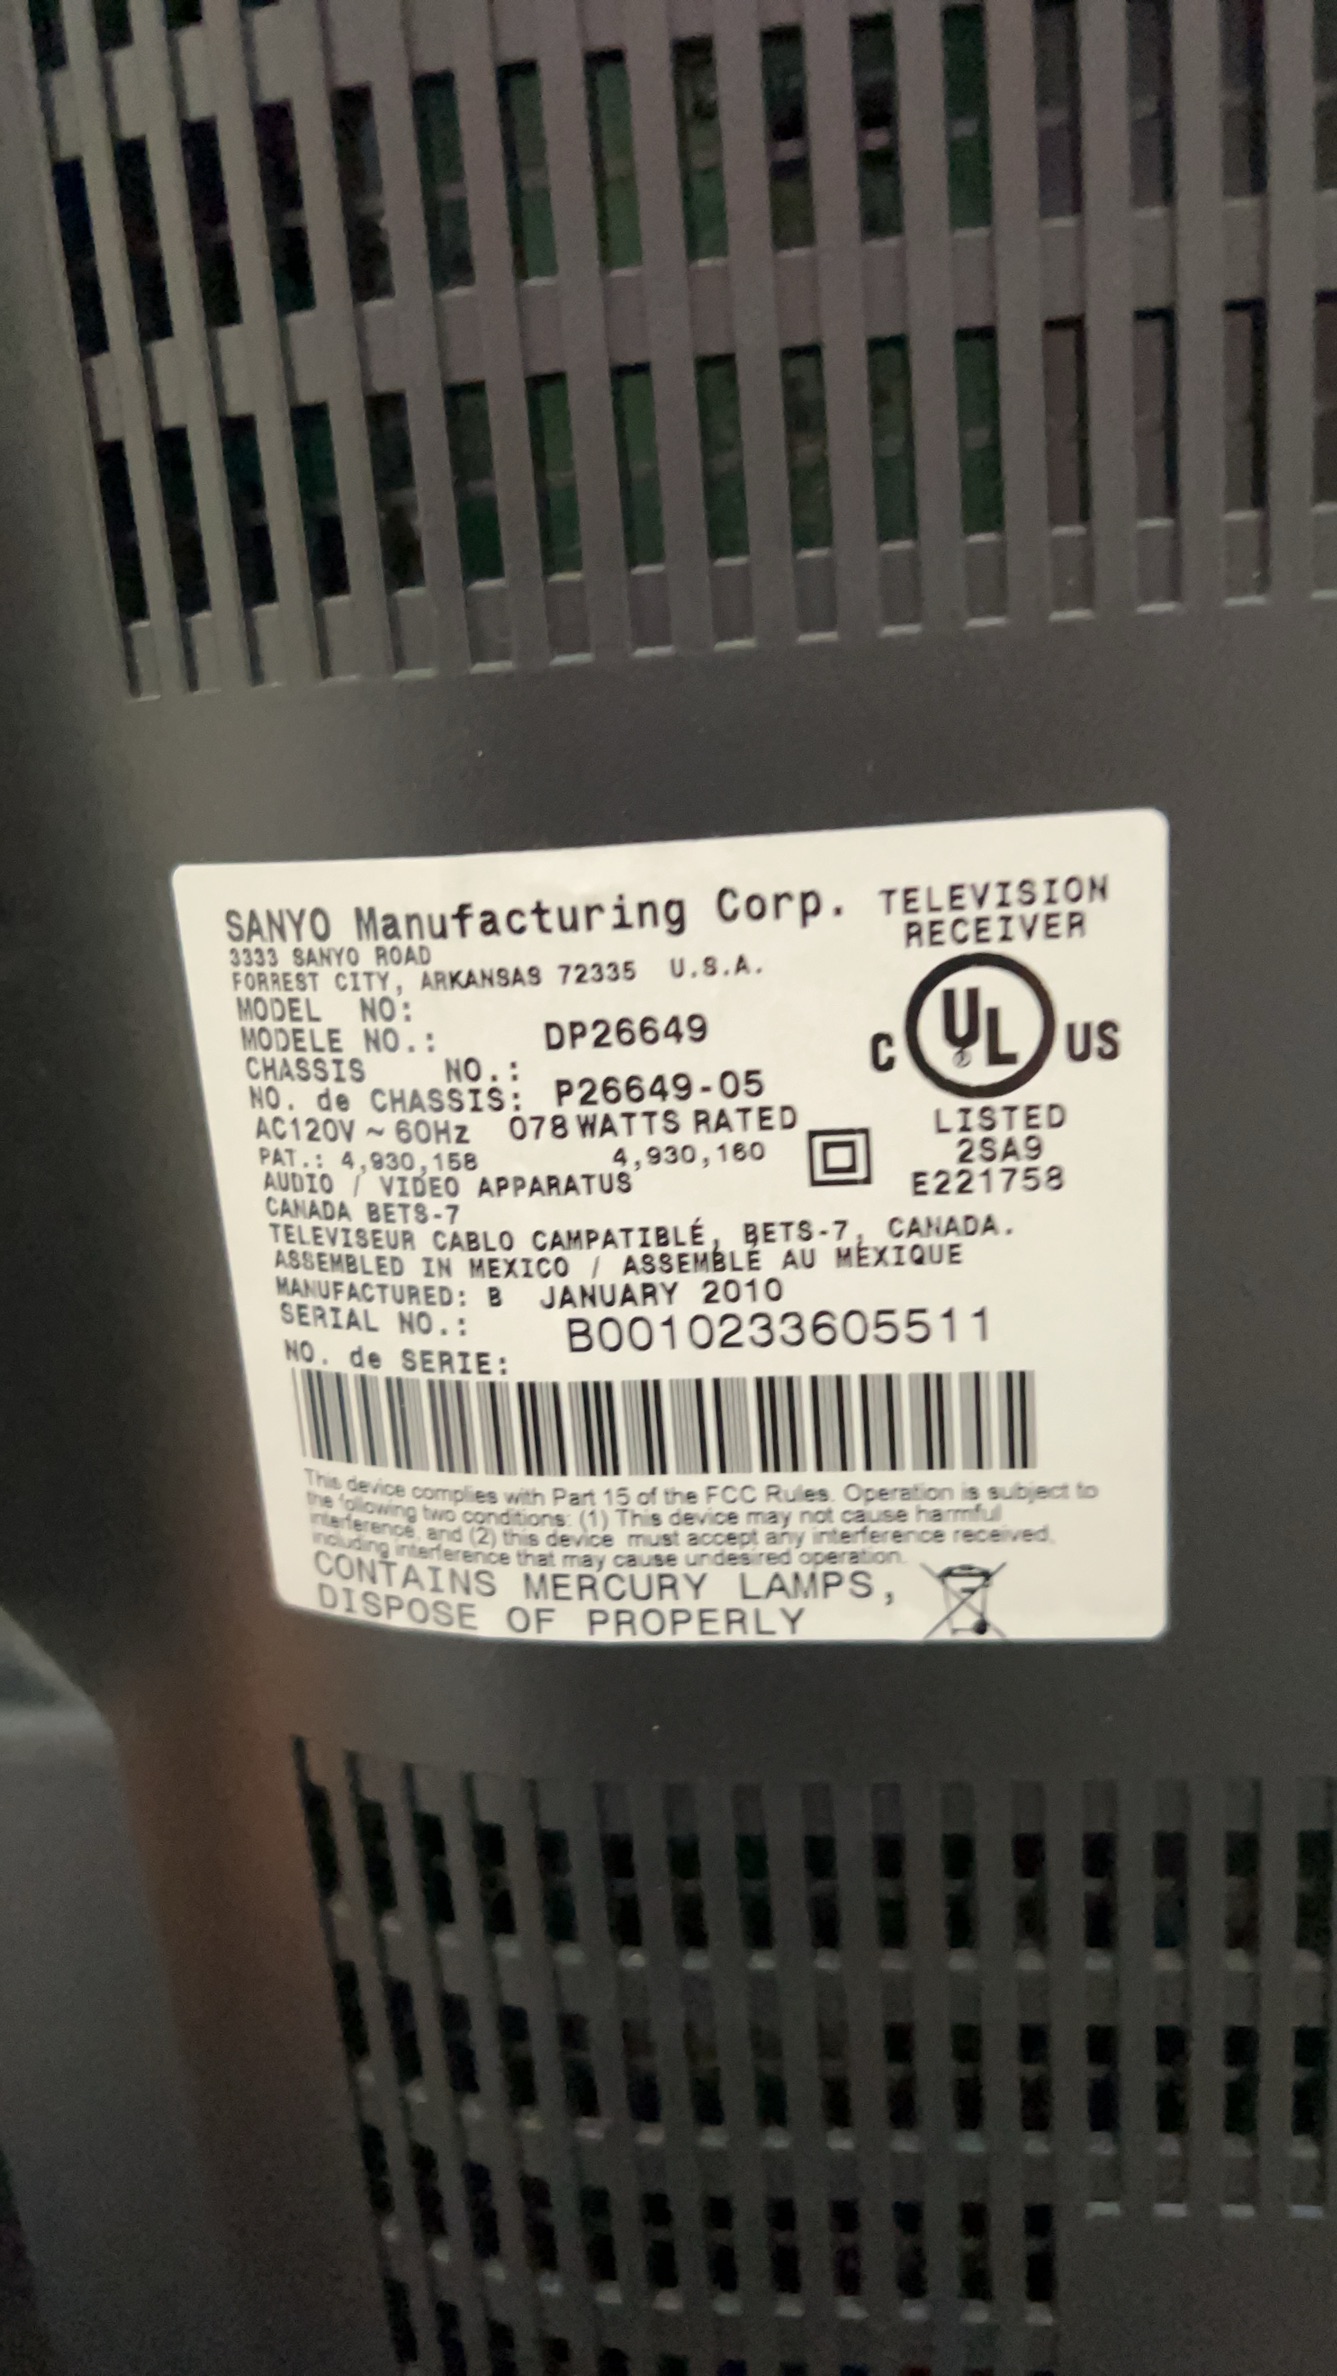 SANYO Manufacturing Corp.
TELEVISION
RECEIVER
3333 SANYO ROAD
FORREST CITY, ARKANSAS 72335 U.S.A.
MODEL NO:
MODELE NO.: DP26649
CHASSIS NO.:
NO. de CHASSIS: P26649-05
AC120V ~ 60Hz 078 WATTS RATED
PAT.: 4,930,158 4,930,160
AUDIO / VIDEO APPARATUS
C UL ® US
LISTED
2SA9
E221758
CANADA BETS-7
TELEVISEUR CABLO CAMPATIBLÉ, BETS-7, CANADA.
ASSEMBLED IN MEXICO / ASSEMBLÉ AU MÉXIQUE
MANUFACTURED: B JANUARY 2010
SERIAL NO.: B0010233605511
NO. de SERIE:
This device complies with Part 15 of the FCC Rules. Operation is subject to
the following two conditions: (1) This device may not cause harmful
interference, and (2) this device must accept any interference received,
including interference that may cause undesired operation.
CONTAINS MERCURY LAMPS,
DISPOSE OF PROPERLY